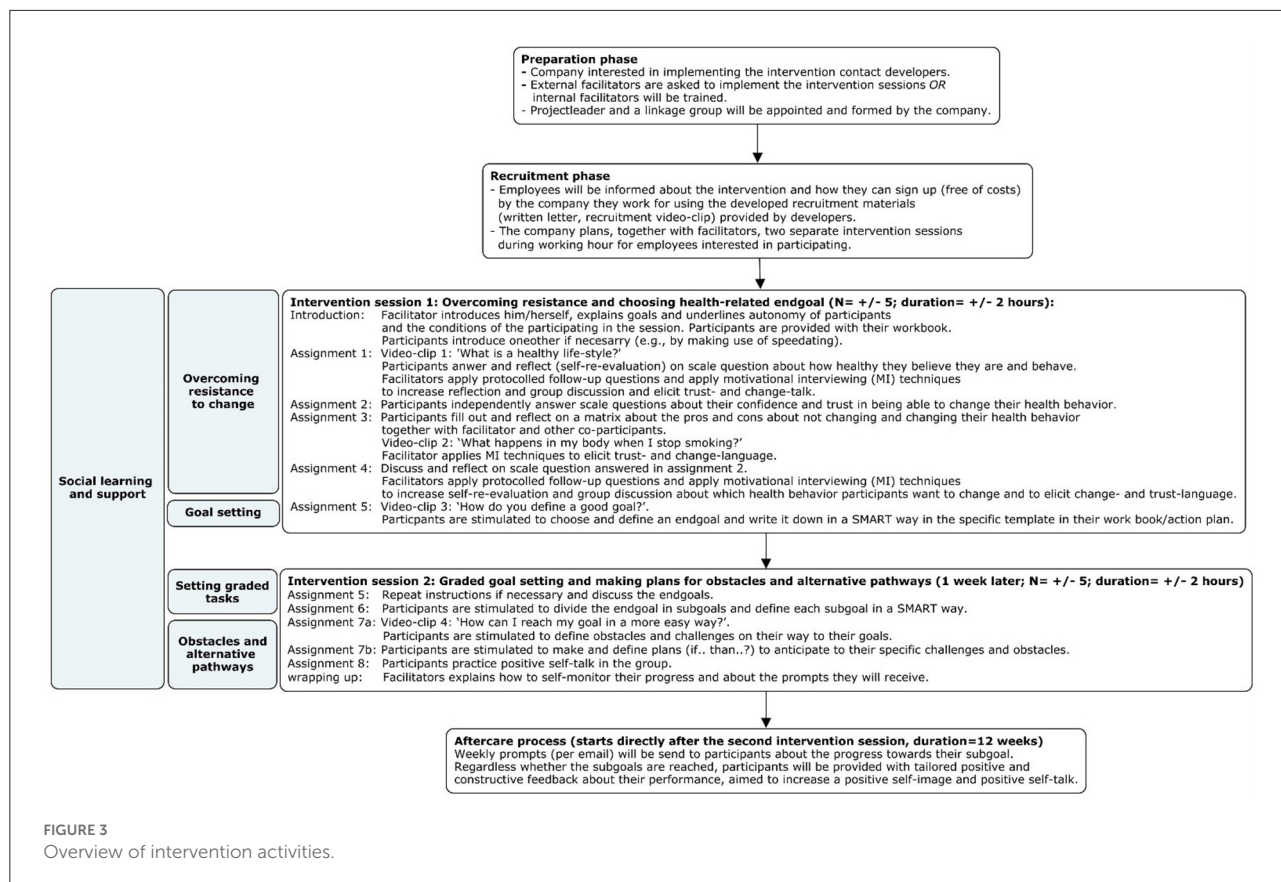 Preparation phase
- Company interested in implementing the intervention contact developers.
- External facilitators are asked to implement the intervention sessions OR
internal facilitators will be trained.
- Projectleader and a linkage group will be appointed and formed by the company.
Recruitment phase
- Employees will be informed about the intervention and how they can sign up (free of costs)
by the company they work for using the developed recruitment materials
(written letter, recruitment video-clip) provided by developers.
- The company plans, together with facilitators, two separate intervention sessions
during working hour for employees interested in participating.
Social learning
and support
Overcoming
resistance
to change
Goal setting
Intervention session 1: Overcoming resistance and choosing health-related endgoal (N= +/- 5; duration= +/- 2 hours):
Introduction: Facilitator introduces him/herself, explains goals and underlines autonomy of participants
and the conditions of the participating in the session. Participants are provided with their workbook.
Participants introduce oneother if necesarry (e.g., by making use of speedating).
Assignment 1: Video-clip 1: 'What is a healthy life-style?'
Participants anwer and reflect (self-re-evaluation) on scale question about how healthy they believe they are and behave.
Facilitators apply protocolled follow-up questions and apply motivational interviewing (MI) techniques
to increase reflection and group discussion and elicit trust- and change-talk.
Assignment 2: Participants independently answer scale questions about their confidence and trust in being able to change their health behavior.
Assignment 3: Participants fill out and reflect on a matrix about the pros and cons about not changing and changing their health behavior
together with facilitator and other co-participants.
Video-clip 2: 'What happens in my body when I stop smoking?'
Facilitator applies MI techniques to elicit trust- and change-language.
Assignment 4: Discuss and reflect on scale question answered in assignment 2.
Facilitators apply protocolled follow-up questions and apply motivational interviewing (MI) techniques
to increase self-re-evaluation and group discussion about which health behavior participants want to change and to elicit change- and trust-language.
Assignment 5: Video-clip 3: 'How do you define a good goal?'.
Particpants are stimulated to choose and define an endgoal and write it down in a SMART way in the specific template in their work book/action plan.
Setting graded
tasks
Obstacles and
alternative
pathways
Intervention session 2: Graded goal setting and making plans for obstacles and alternative pathways (1 week later; N= +/- 5; duration= +/- 2 hours)
Assignment 5: Repeat instructions if necessary and discuss the endgoals.
Assignment 6: Participants are stimulated to divide the endgoal in subgoals and define each subgoal in a SMART way.
Assignment 7a: Video-clip 4: 'How can I reach my goal in a more easy way?'.
Participants are stimulated to define obstacles and challenges on their way to their goals.
Assignment 7b: Participants are stimulated to make and define plans (if.. than..?) to anticipate to their specific challenges and obstacles.
Assignment 8: Participants practice positive self-talk in the group.
wrapping up: Facilitators explains how to self-monitor their progress and about the prompts they will receive.
Aftercare process (starts directly after the second intervention session, duration=12 weeks)
Weekly prompts (per email) will be send to participants about the progress towards their subgoal.
Regardless whether the subgoals are reached, participants will be provided with tailored positive and
constructive feedback about their performance, aimed to increase a positive self-image and positive self-talk.
FIGURE 3
Overview of intervention activities.